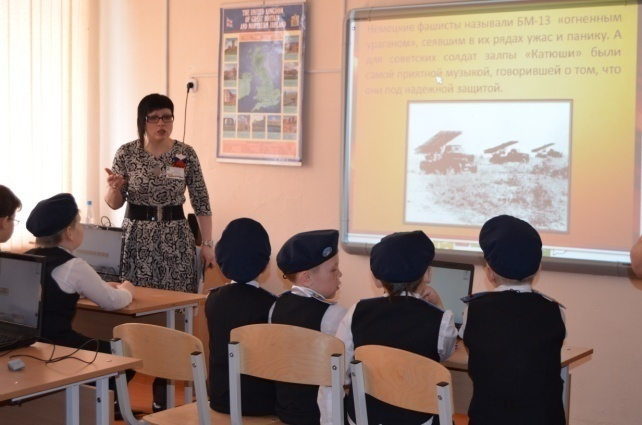 THE UNITED KINGDOM
OF GREAT BRITAIN
AND NORTHERN IRELAND
Немецкие фашисты называли БМ-13 «огненным
ураганом», сеявшим в их рядах ужас и панику. А
для советских солдат залпы «Катюши» были
самой приятной музыкой, говорившей о том, что
они под надежной защитой.